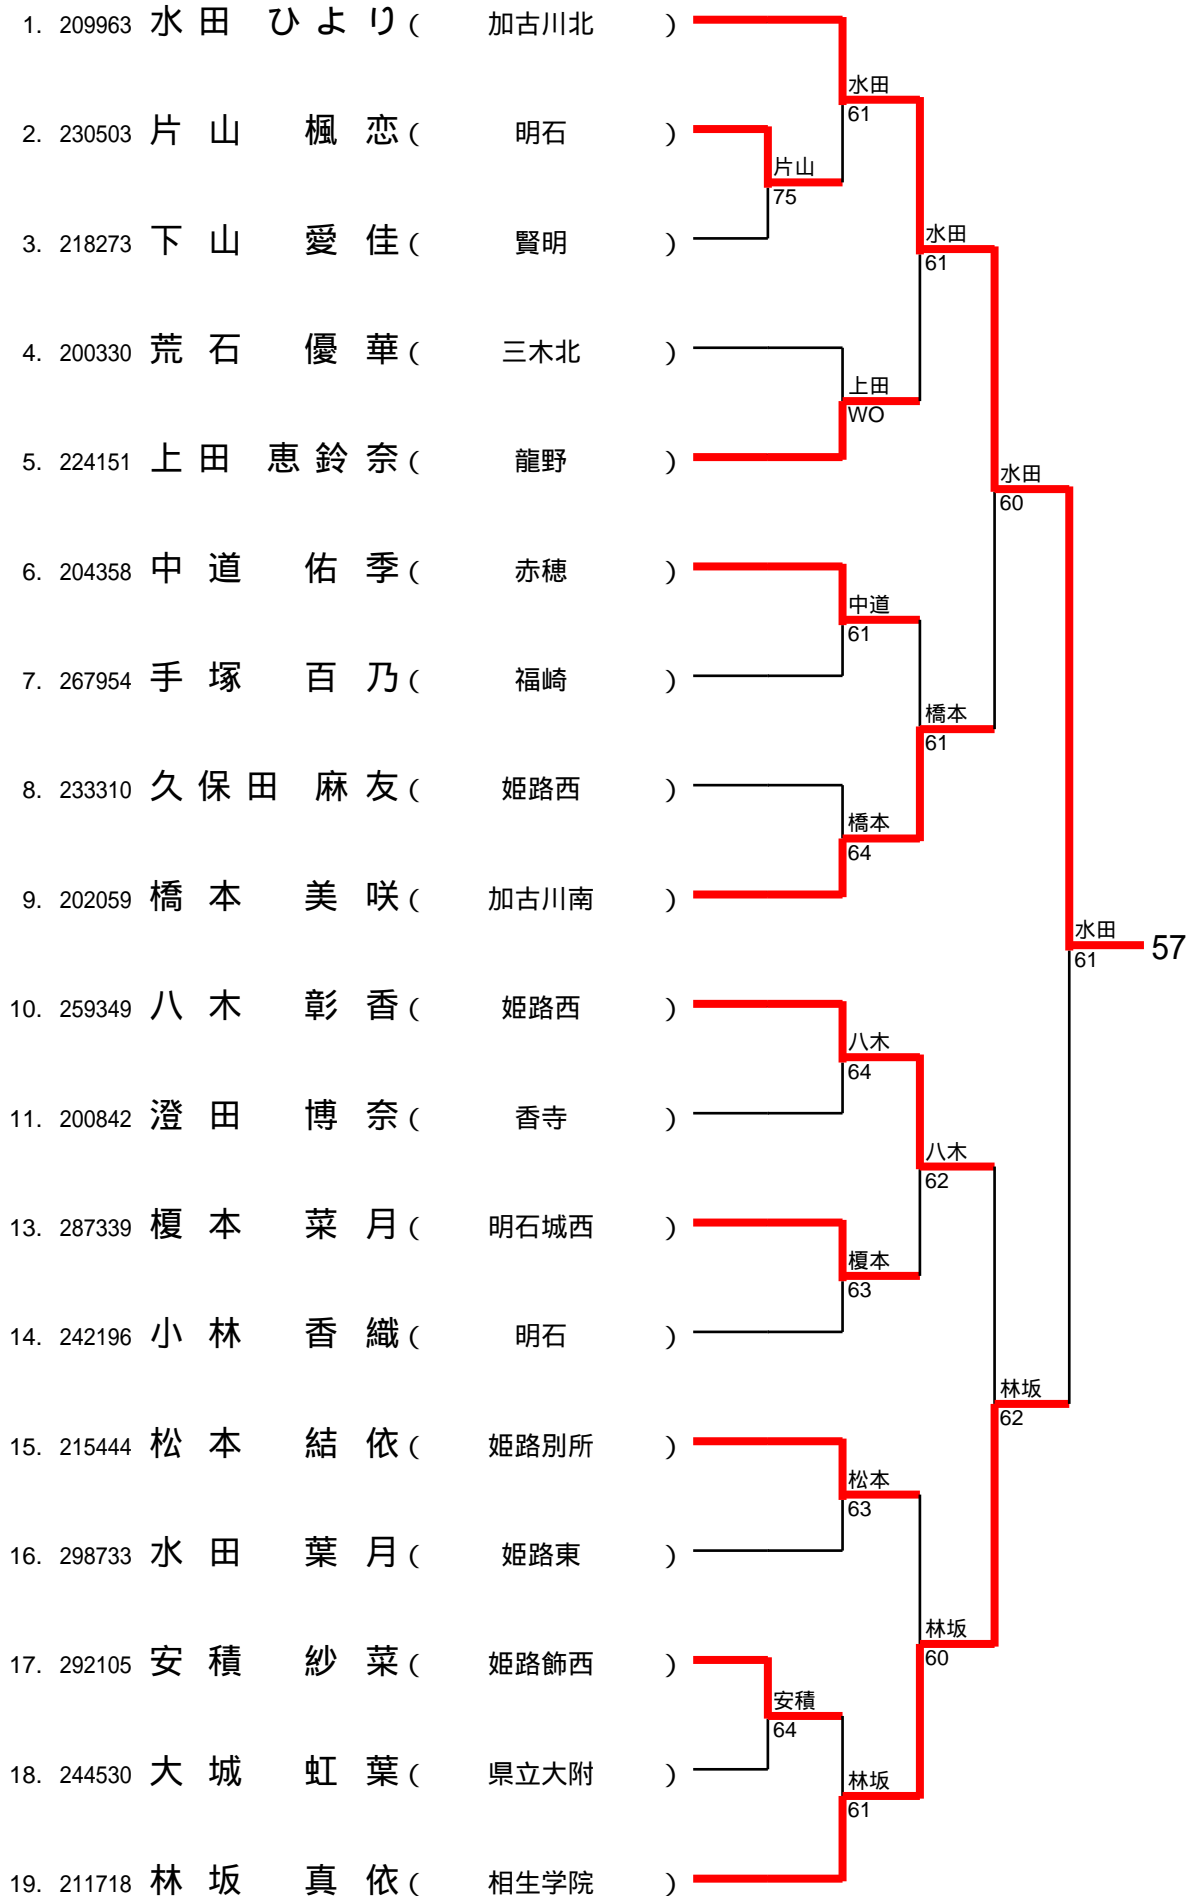 1. 209963 水田 ひより ( 加古川北 )
水田
61
2. 230503 片山 楓恋 ( 明石 )
片山
75
3. 218273 下山 愛佳 ( 賢明 )
水田
61
4. 200330 荒石 優華 ( 三木北 )
上田
WO
5. 224151 上田 恵鈴奈 ( 龍野 )
水田
60
6. 204358 中道 佑季 ( 赤穂 )
中道
61
7. 267954 手塚 百乃 ( 福崎 )
橋本
61
8. 233310 久保田 麻友 ( 姫路西 )
橋本
64
9. 202059 橋本 美咲 ( 加古川南 )
水田
61
57
10. 259349 八木 彰香 ( 姫路西 )
八木
64
11. 200842 澄田 博奈 ( 香寺 )
八木
62
13. 287339 榎本 菜月 ( 明石城西 )
榎本
63
14. 242196 小林 香織 ( 明石 )
林坂
62
15. 215444 松本 結依 ( 姫路別所 )
松本
63
16. 298733 水田 葉月 ( 姫路東 )
林坂
60
17. 292105 安積 紗菜 ( 姫路飾西 )
安積
64
18. 244530 大城 虹葉 ( 県立大附 )
林坂
61
19. 211718 林坂 真依 ( 相生学院 )